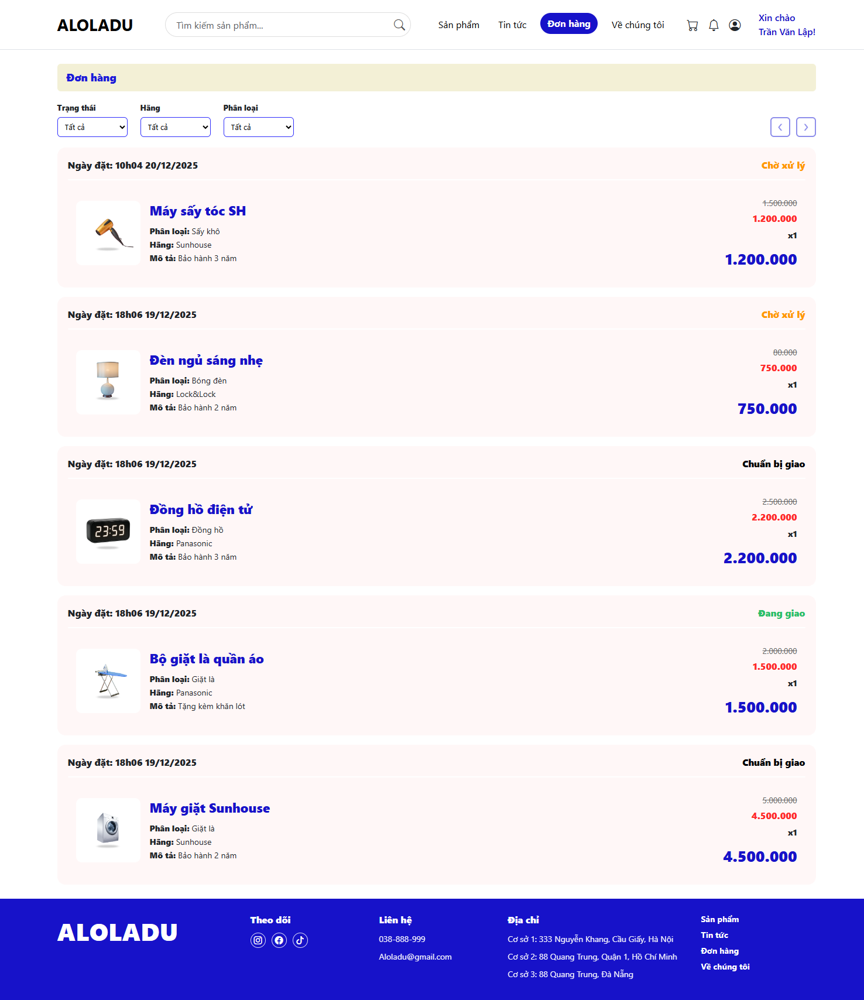 ALOLADU
Tìm kiếm sản phẩm...
Sản phẩm
Tin tức
Đơn hàng
Về chúng tôi
Xin chào
Trần Văn Lập!
Đơn hàng
Trạng thái
Hãng
Phân loại
Tất cả
Tất cả
Tất cả
Ngày đặt: 10h04 20/12/2025
Chờ xử lý
Máy sấy tóc SH
Phân loại: Sấy khô
Hãng: Sunhouse
Mô tả: Bảo hành 3 năm
1.500.000
1.200.000
x1
1.200.000
Ngày đặt: 18h06 19/12/2025
Chờ xử lý
Đèn ngủ sáng nhẹ
Phân loại: Bóng đèn
Hãng: Lock&Lock
Mô tả: Bảo hành 2 năm
80.000
750.000
x1
750.000
Ngày đặt: 18h06 19/12/2025
Chuẩn bị giao
23:59
Đồng hồ điện tử
Phân loại: Đồng hồ
Hãng: Panasonic
Mô tả: Bảo hành 3 năm
2.500.000
2.200.000
x1
2.200.000
Ngày đặt: 18h06 19/12/2025
Đang giao
Bộ giặt là quần áo
Phân loại: Giặt là
Hãng: Panasonic
Mô tả: Tặng kèm khăn lót
2.000.000
1.500.000
x1
1.500.000
Ngày đặt: 18h06 19/12/2025
Chuẩn bị giao
Máy giặt Sunhouse
Phân loại: Giặt là
Hãng: Sunhouse
Mô tả: Bảo hành 2 năm
5.000.000
4.500.000
x1
4.500.000
ALOLADU
Theo dõi
Liên hệ
038-888-999
Aloladu@gmail.com
Địa chỉ
Cơ sở 1: 333 Nguyễn Khang, Cầu Giấy, Hà Nội
Cơ sở 2: 88 Quang Trung, Quận 1, Hồ Chí Minh
Cơ sở 3: 88 Quang Trung, Đà Nẵng
Sản phẩm
Tin tức
Đơn hàng
Về chúng tôi